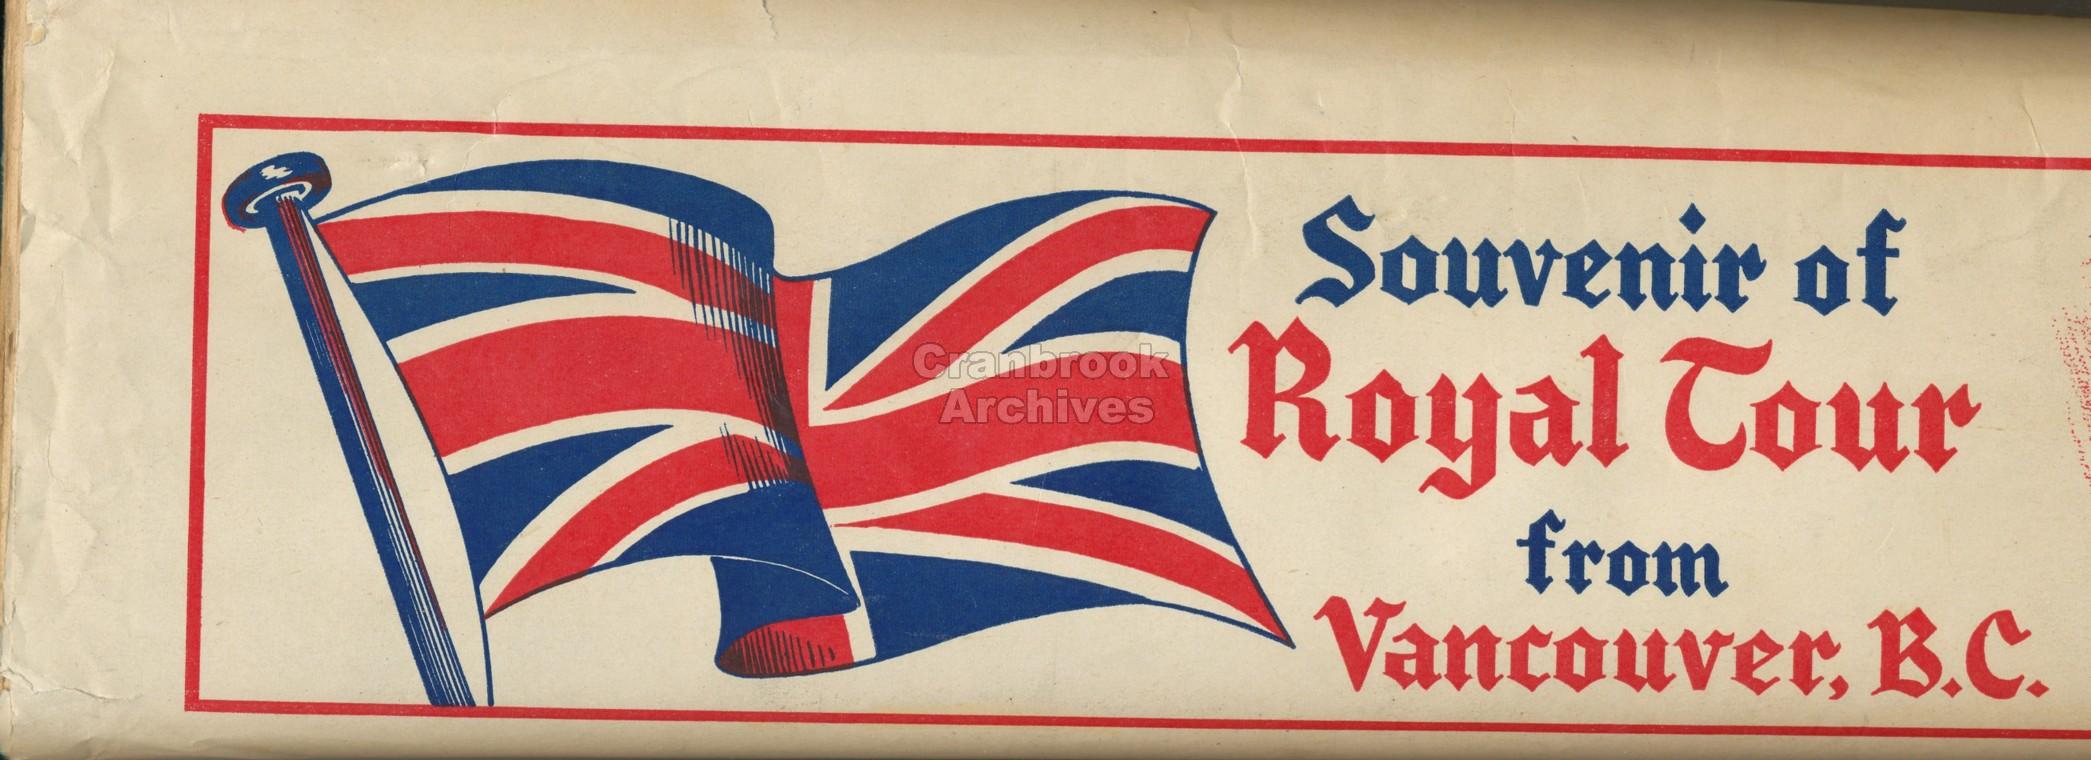 Souvenir of
Royal Tour
from
Vancouver, B.C.
Cranbrook
Archives